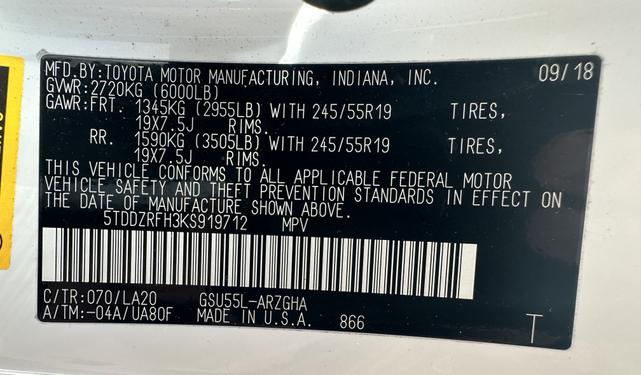 MFD.BY:TOYOTA MOTOR MANUFACTURING, INDIANA, INC. 09/18
GVWR:2720KG (6000LB)
GAWR:FRT. 1345KG (2955LB) WITH 245/55R19 TIRES,
19X7.5J RIMS.
RR. 1590KG (3505LB) WITH 245/55R19 TIRES,
19X7.5J RIMS.
THIS VEHICLE CONFORMS TO ALL APPLICABLE FEDERAL MOTOR
VEHICLE SAFETY AND THEFT PREVENTION STANDARDS IN EFFECT ON
THE DATE OF MANUFACTURE SHOWN ABOVE.
5TDDZRFH3KS919712 MPV
C/TR:070/LA20 GSU55L-ARZGHA
A/TM:-04A/UA80F MADE IN U.S.A. 866 T